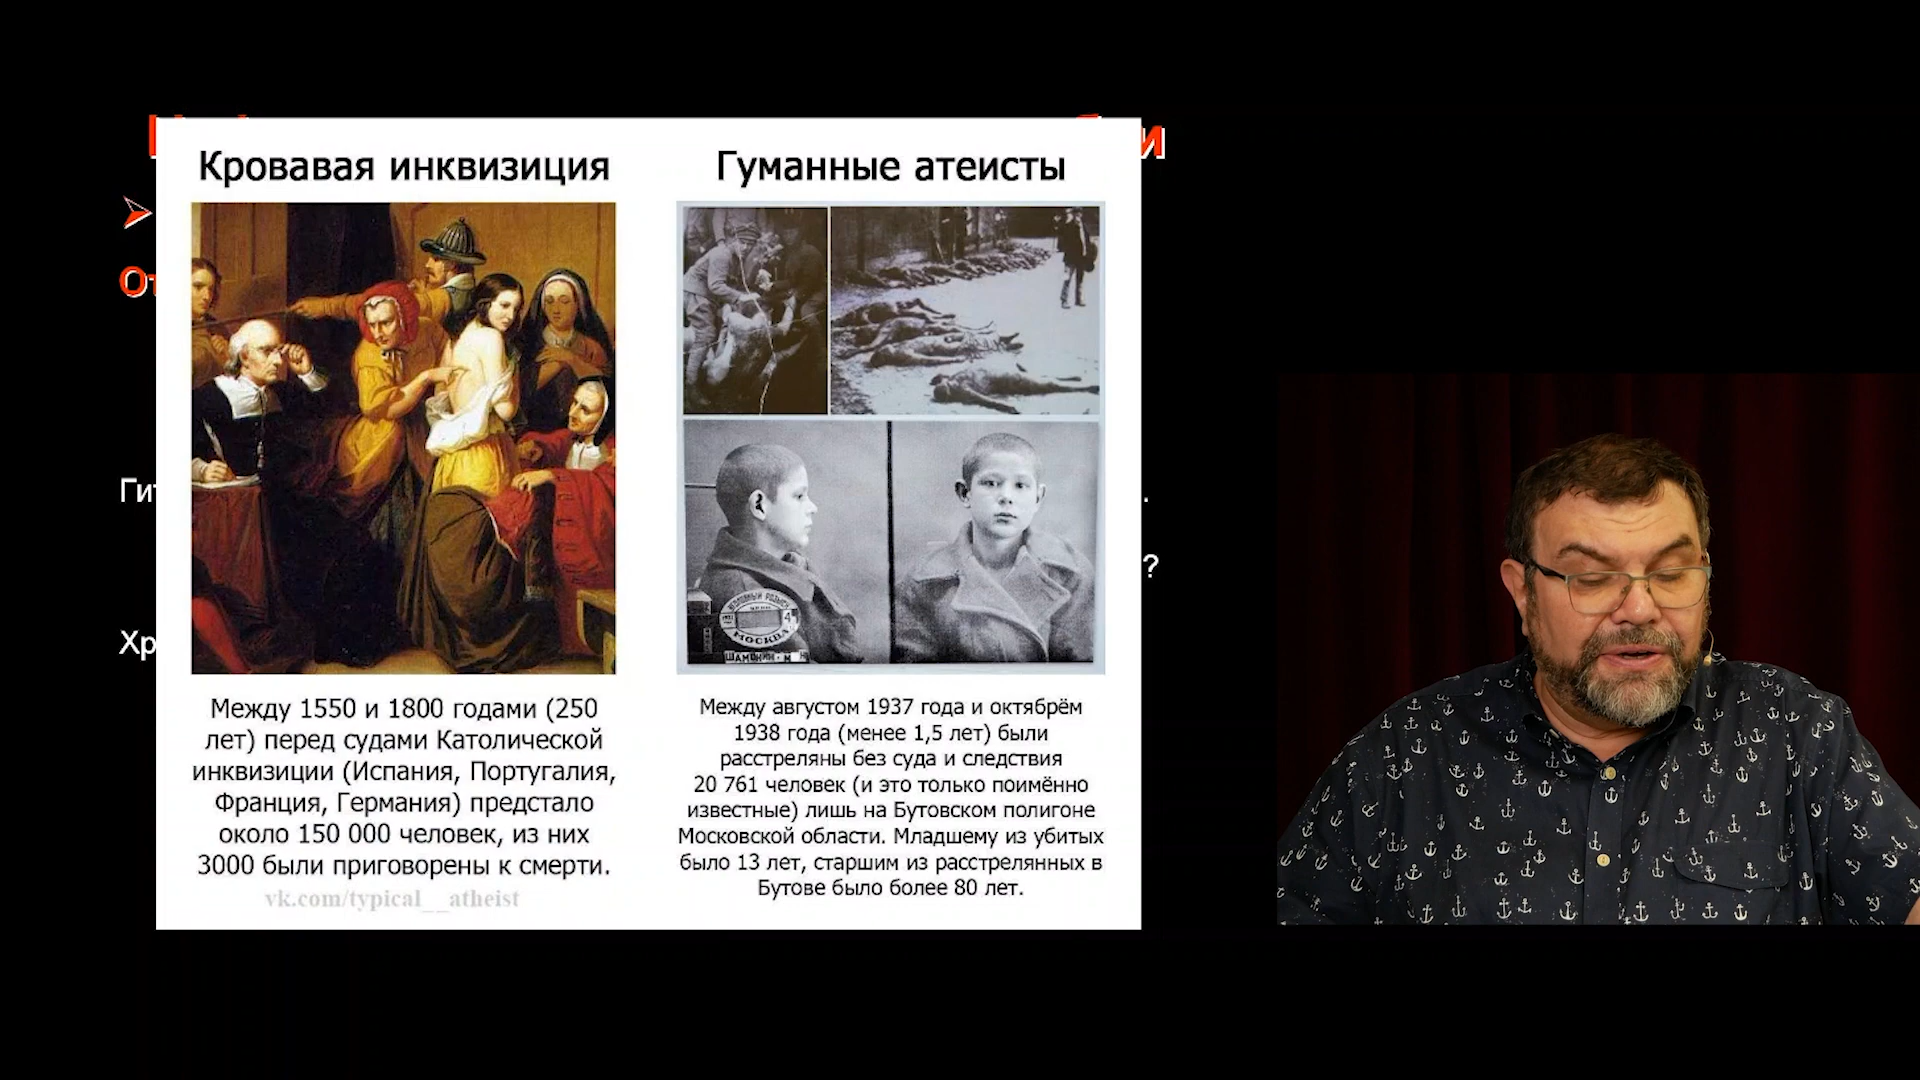 Кровавая инквизиция
Гуманные атеисты
Между 1550 и 1800 годами (250
лет) перед судами Католической
инквизиции (Испания, Португалия,
Франция, Германия) предстало
около 150 000 человек, из них
3000 были приговорены к смерти.
vk.com/typical__atheist
МОСКВА
Между августом 1937 года и октябрём
1938 года (менее 1,5 лет) были
расстреляны без суда и следствия
20 761 человек (и это только поимённо
известные) лишь на Бутовском полигоне
Московской области. Младшему из убитых
было 13 лет, старшим из расстрелянных в
Бутове было более 80 лет.